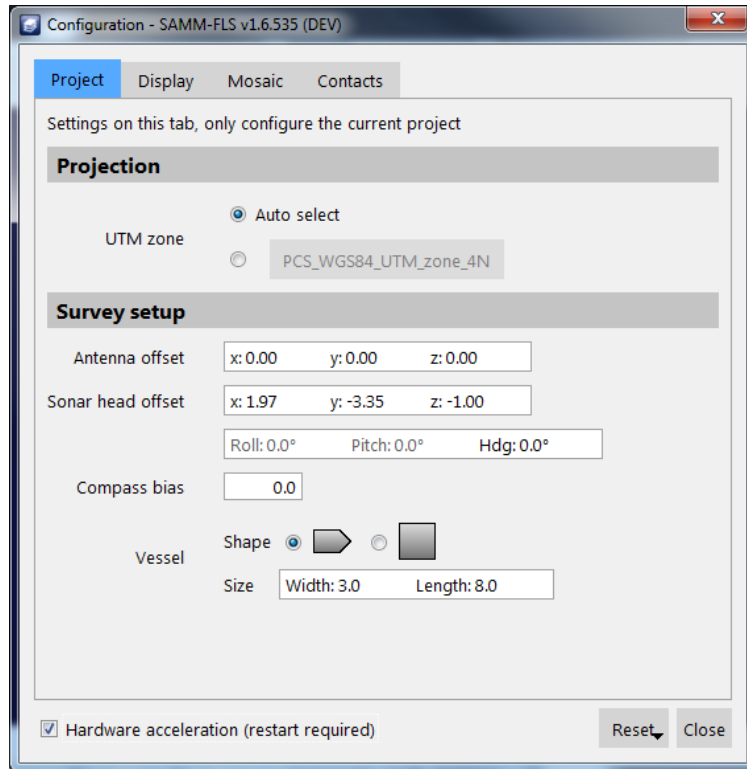 Configuration - SAMM-FLS v1.6.535 (DEV)
Project Display Mosaic Contacts
Settings on this tab, only configure the current project
Projection
UTM zone
Auto select
PCS_WGS84_UTM_zone_4N
Survey setup
Antenna offset x: 0.00 y: 0.00 z: 0.00
Sonar head offset x: 1.97 y: -3.35 z: -1.00
Roll: 0.0° Pitch: 0.0° Hdg: 0.0°
Compass bias 0.0
Vessel
Shape
Size Width: 3.0 Length: 8.0
Hardware acceleration (restart required) Reset Close